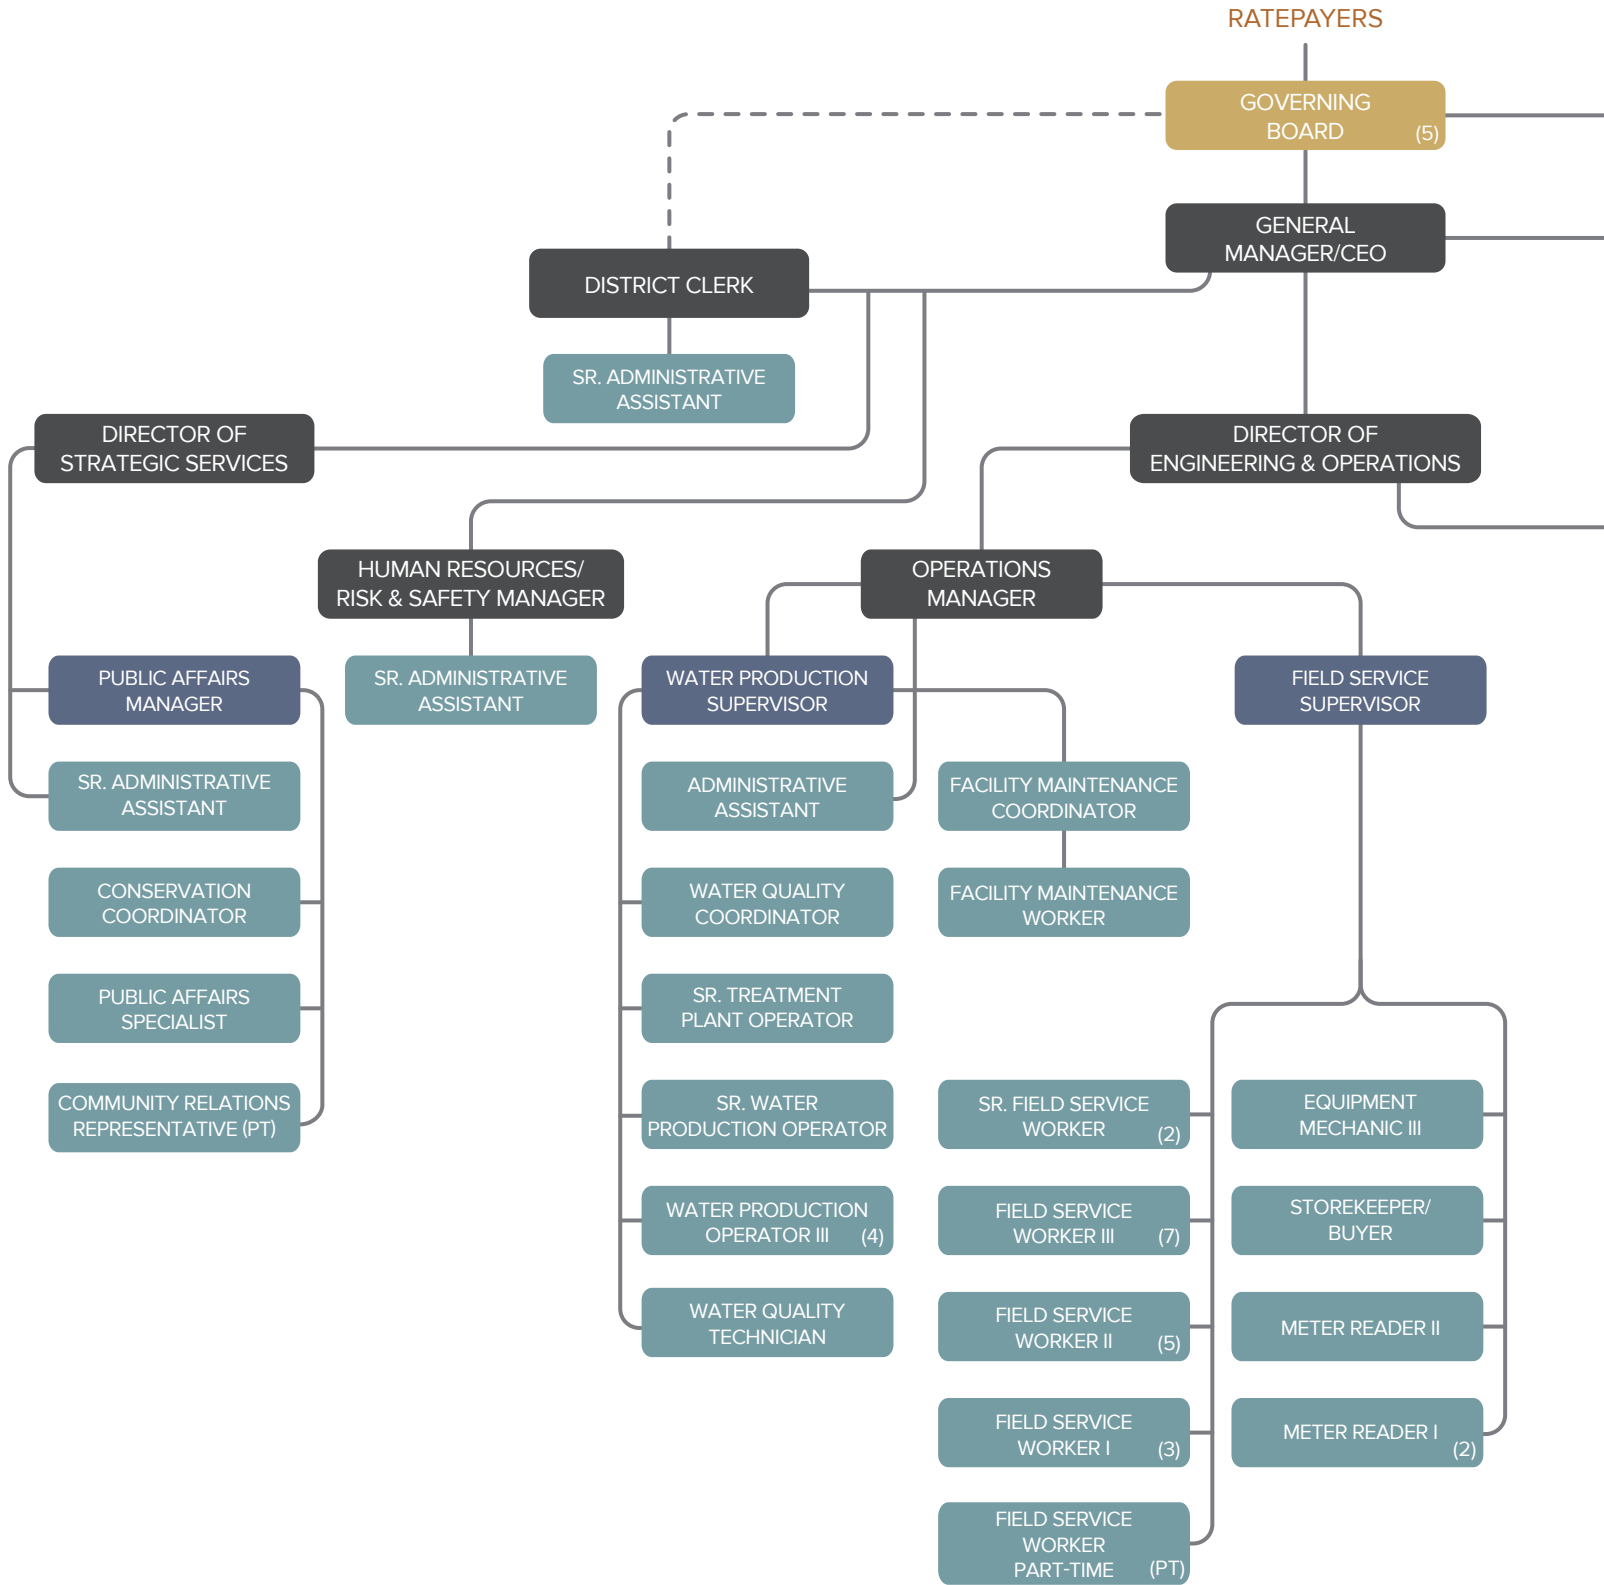 RATEPAYERS
GOVERNING
BOARD
(5)
GENERAL
MANAGER/CEO
DISTRICT CLERK
SR. ADMINISTRATIVE
ASSISTANT
DIRECTOR OF
STRATEGIC SERVICES
DIRECTOR OF
ENGINEERING & OPERATIONS
HUMAN RESOURCES/
RISK & SAFETY MANAGER
OPERATIONS
MANAGER
PUBLIC AFFAIRS
MANAGER
SR. ADMINISTRATIVE
ASSISTANT
WATER PRODUCTION
SUPERVISOR
FIELD SERVICE
SUPERVISOR
SR. ADMINISTRATIVE
ASSISTANT
ADMINISTRATIVE
ASSISTANT
FACILITY MAINTENANCE
COORDINATOR
CONSERVATION
COORDINATOR
WATER QUALITY
COORDINATOR
FACILITY MAINTENANCE
WORKER
PUBLIC AFFAIRS
SPECIALIST
SR. TREATMENT
PLANT OPERATOR
COMMUNITY RELATIONS
REPRESENTATIVE (PT)
SR. WATER
PRODUCTION OPERATOR
SR. FIELD SERVICE
WORKER
(2)
EQUIPMENT
MECHANIC III
WATER PRODUCTION
OPERATOR III
(4)
FIELD SERVICE
WORKER III
(7)
STOREKEEPER/
BUYER
WATER QUALITY
TECHNICIAN
FIELD SERVICE
WORKER II
(5)
METER READER II
FIELD SERVICE
WORKER I
(3)
METER READER I
(2)
FIELD SERVICE
WORKER
PART-TIME
(PT)